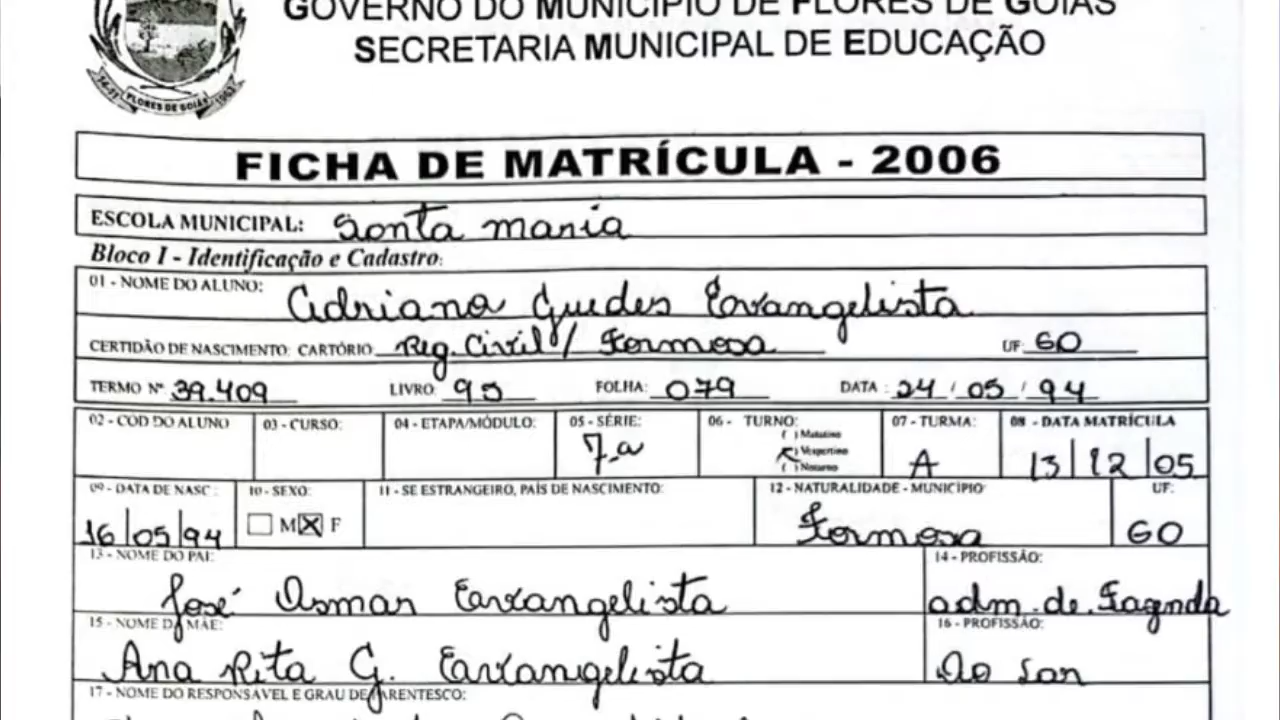 GOVERNO DO MUNICÍPIO DE FLORES DE GOIÁS
SECRETARIA MUNICIPAL DE EDUCAÇÃO
FLORES DE GOIÁS
FICHA DE MATRÍCULA - 2006
ESCOLA MUNICIPAL: Santa maria
Bloco I - Identificação e Cadastro:
01 - NOME DO ALUNO: Adriana Guedes Evangelista
CERTIDÃO DE NASCIMENTO: CARTÓRIO: Reg. Civil / Formosa UF: GO
TERMO Nº 39.409 LIVRO: 95 FOLHA: 079 DATA : 24 / 05 / 94
02 - COD DO ALUNO 03 - CURSO: 04 - ETAPA/MÓDULO: 05 - SÉRIE: 7ª 06 - TURNO: 07 - TURMA: A 08 - DATA MATRÍCULA 13/12/05
( ) Matutino
( ) Vespertino
( ) Noturno
09 - DATA DE NASC.: 16/05/94 10 - SEXO: M F 11 - SE ESTRANGEIRO, PAÍS DE NASCIMENTO: 12 - NATURALIDADE - MUNICÍPIO Formosa UF: GO
13 - NOME DO PAI: José Osmar Evangelista 14 - PROFISSÃO: adm. de Fazenda
15 - NOME DA MÃE: Ana Rita G. Evangelista 16 - PROFISSÃO: Do Lar
17 - NOME DO RESPONSÁVEL E GRAU DE PARENTESCO: